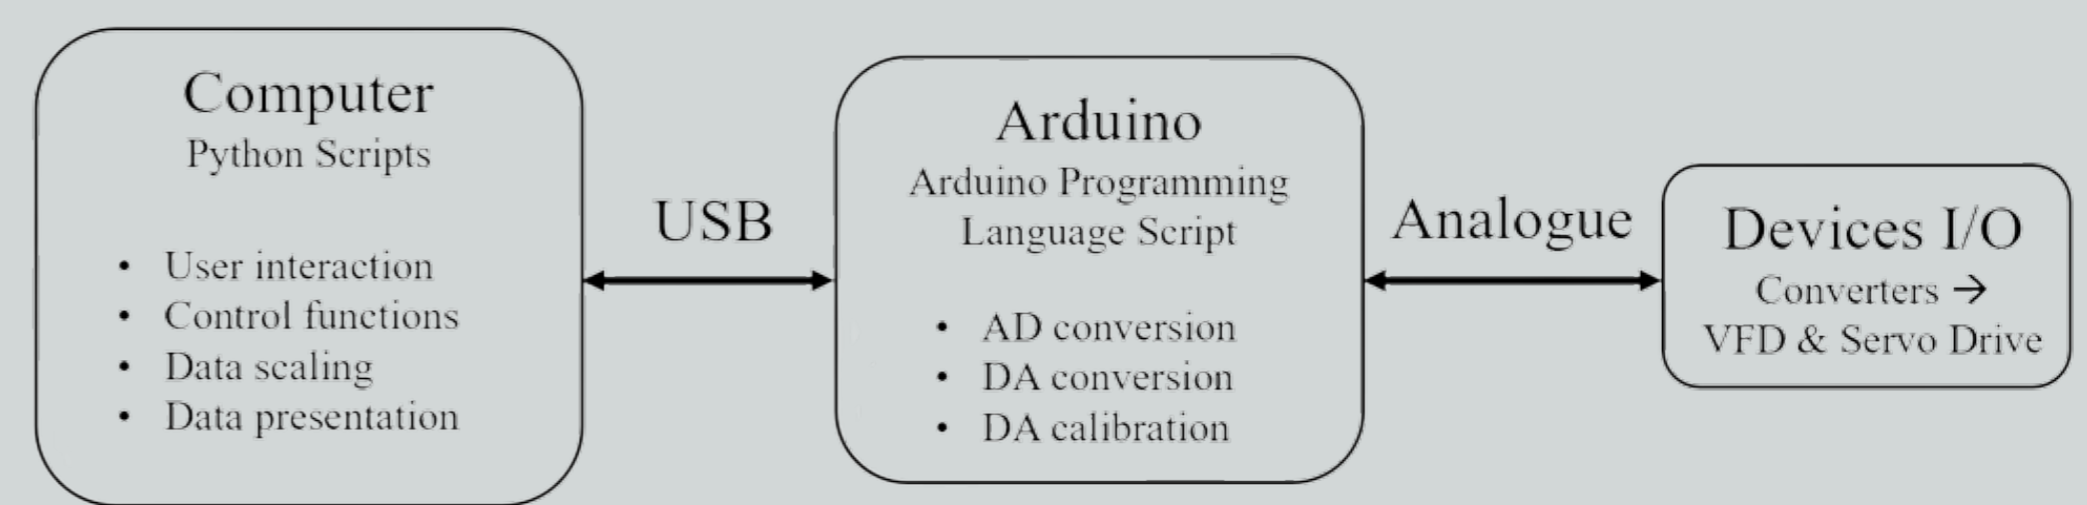 Computer
Python Scripts
• User interaction
• Control functions
• Data scaling
• Data presentation
USB
Arduino
Arduino Programming
Language Script
• AD conversion
• DA conversion
• DA calibration
Analogue
Devices I/O
Converters →
VFD & Servo Drive